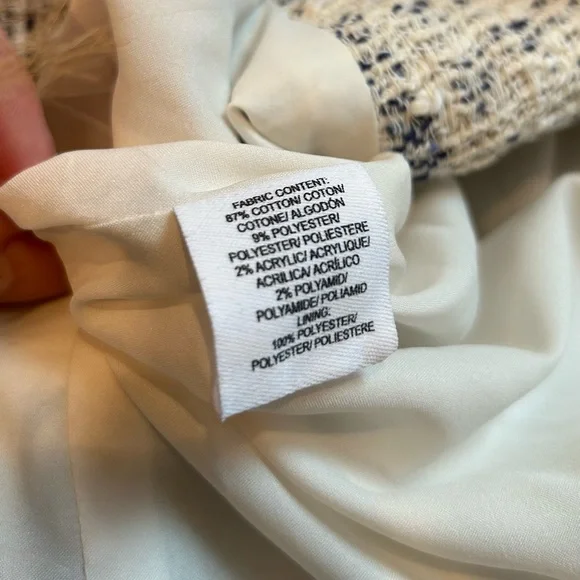 FABRIC CONTENT:
87% COTTON/ COTON/
COTONE/ ALGODÓN
9% POLYESTER/
POLYESTER/ POLIESTERE
2% ACRYLIC/ ACRYLIQUE/
ACRILICA/ ACRÍLICO
2% POLYAMID/
POLYAMIDE/ POLIAMID
LINING:
100% POLYESTER/
POLYESTER/ POLIESTERE